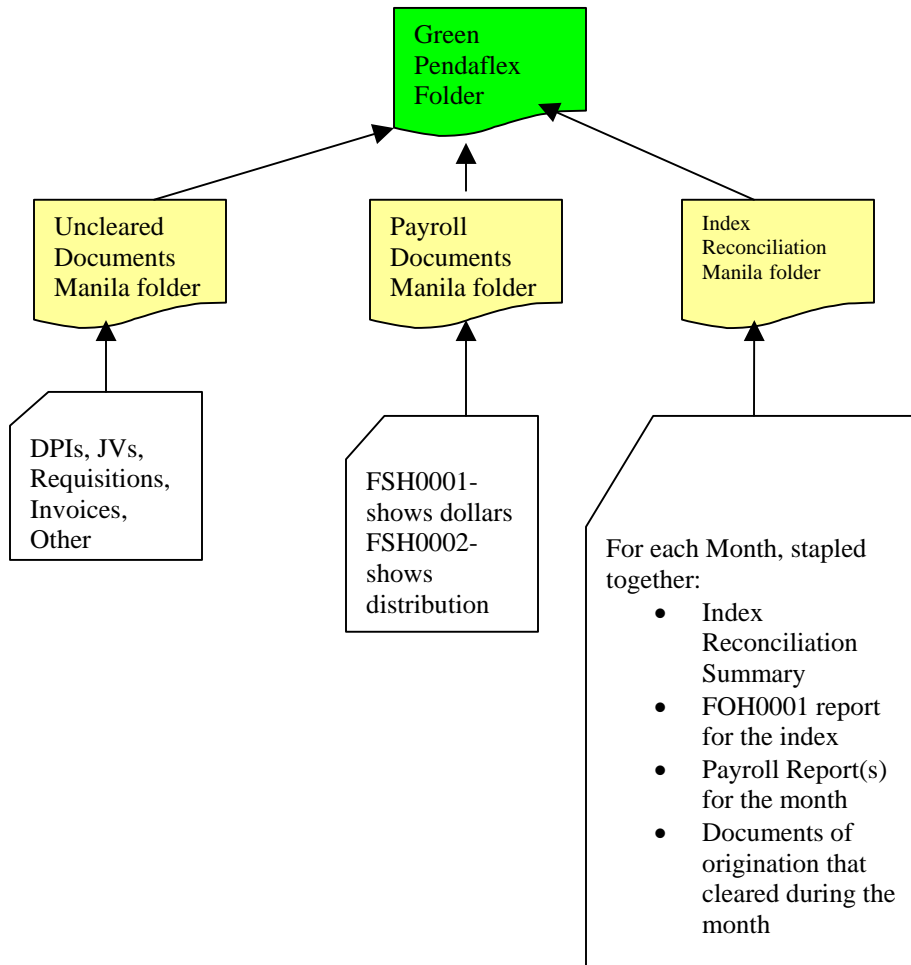 Green
Pendaflex
Folder
Uncleared
Documents
Manila folder
Payroll
Documents
Manila folder
Index
Reconciliation
Manila folder
DPIs, JVs,
Requisitions,
Invoices,
Other
FSH0001-
shows dollars
FSH0002-
shows
distribution
For each Month, stapled
together:
• Index
Reconciliation
Summary
• FOH0001 report
for the index
• Payroll Report(s)
for the month
• Documents of
origination that
cleared during the
month